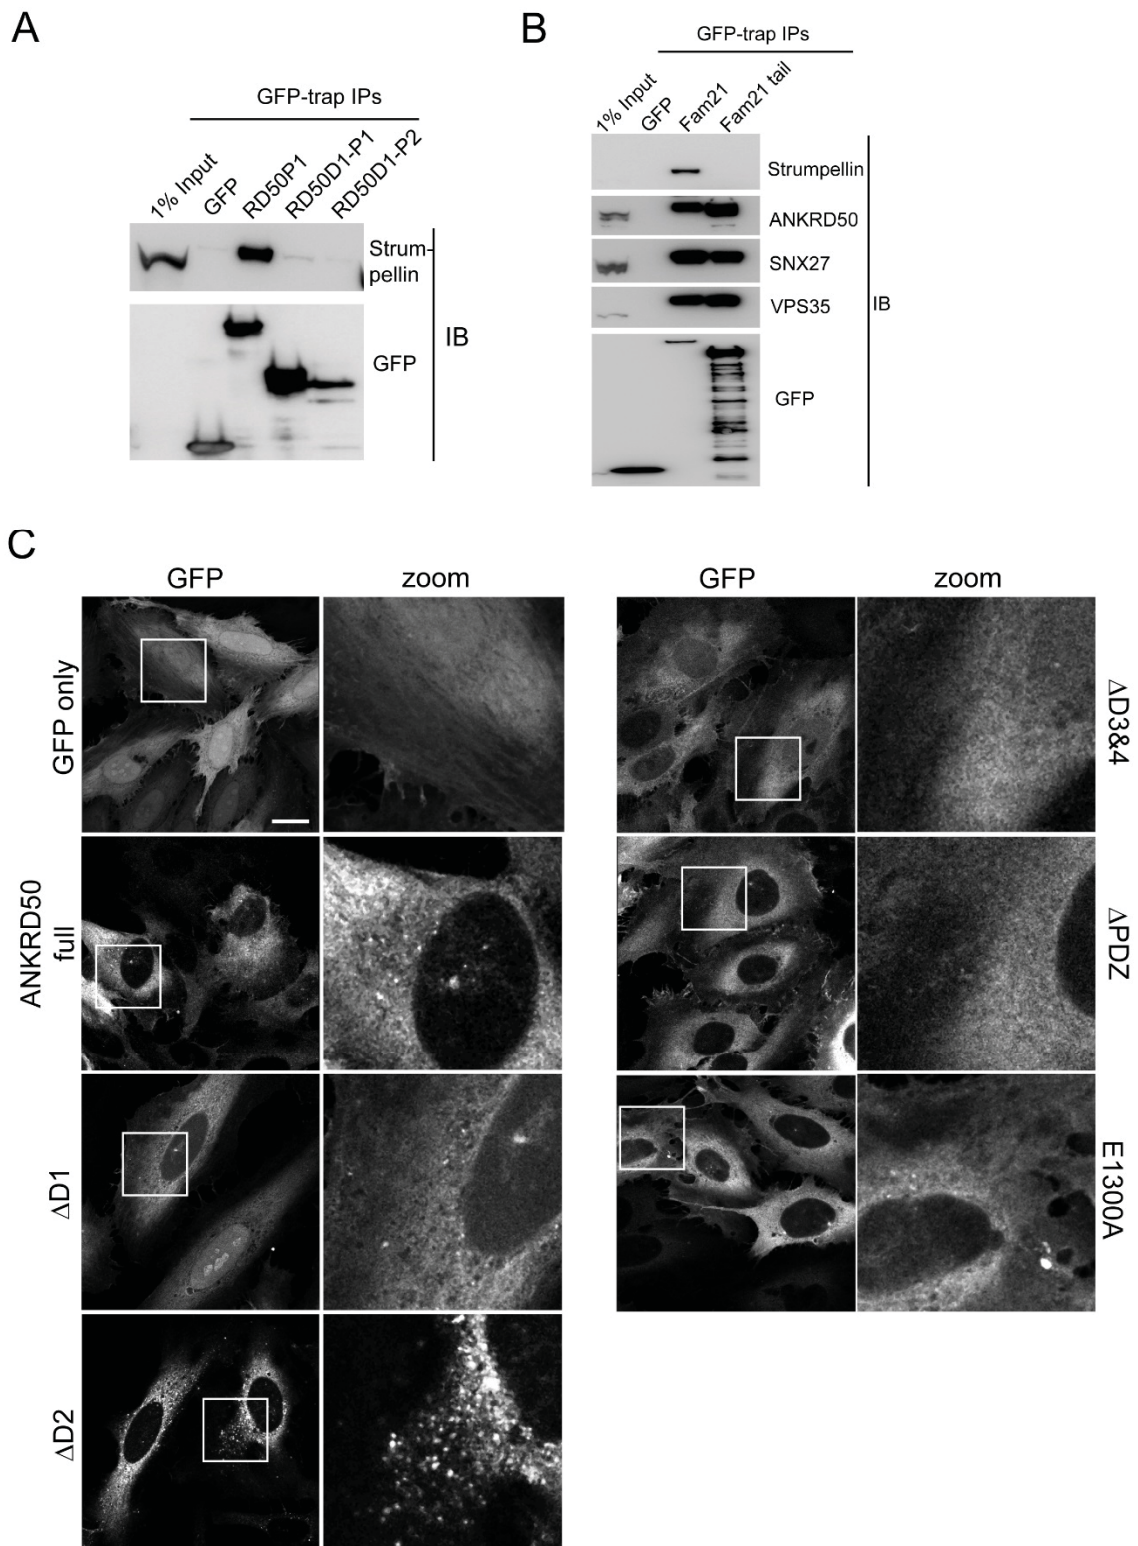 A
GFP-trap IPs
1% Input
GFP
RD50P1
RD50D1-P1
RD50D1-P2
Strum-
pellin
GFP
IB
B
GFP-trap IPs
1% Input
GFP
Fam21
Fam21 tail
Strumpellin
ANKRD50
SNX27
VPS35
GFP
IB
C
GFP
zoom
GFP
zoom
GFP only
ANKRD50
full
ΔD1
ΔD2
ΔD3&4
ΔPDZ
E1300A